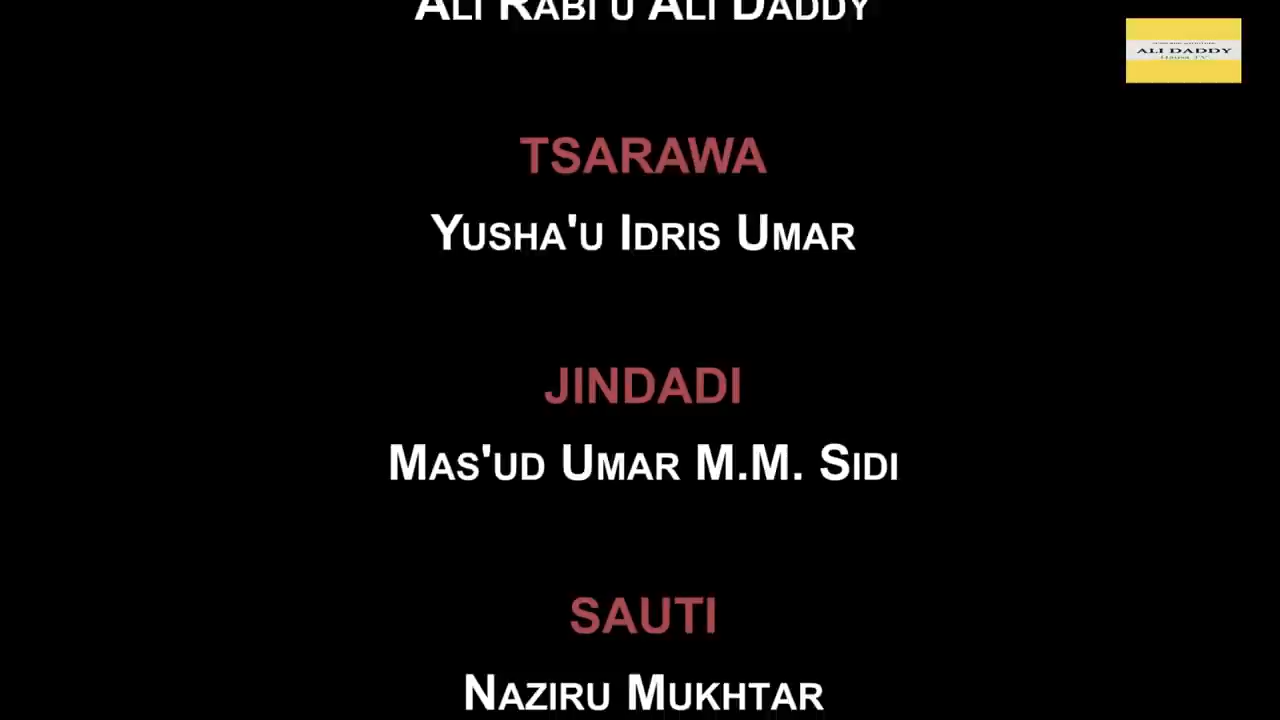 ALI RABI'U ALI DADDY
ALI DADDY
TSARAWA
YUSHA'U IDRIS UMAR
JINDADI
MAS'UD UMAR M.M. SIDI
SAUTI
NAZIRU MUKHTAR